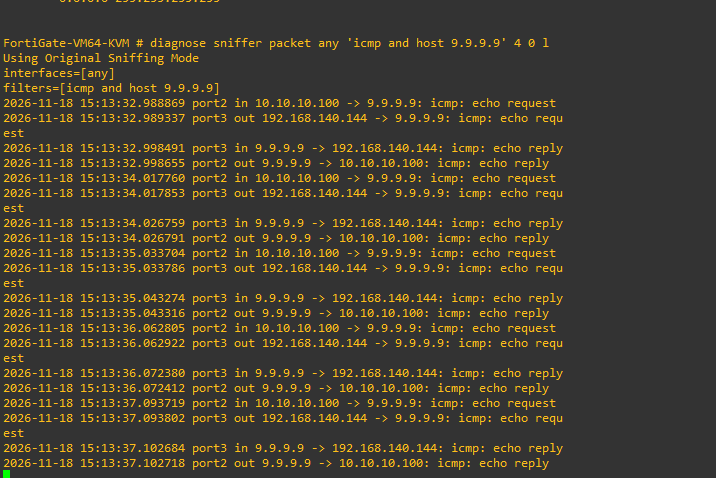 FortiGate-VM64-KVM # diagnose sniffer packet any 'icmp and host 9.9.9.9' 4 0 l
Using Original Sniffing Mode
interfaces=[any]
filters=[icmp and host 9.9.9.9]
2026-11-18 15:13:32.988869 port2 in 10.10.10.100 -> 9.9.9.9: icmp: echo request
2026-11-18 15:13:32.989337 port3 out 192.168.140.144 -> 9.9.9.9: icmp: echo requ
est
2026-11-18 15:13:32.998491 port3 in 9.9.9.9 -> 192.168.140.144: icmp: echo reply
2026-11-18 15:13:32.998655 port2 out 9.9.9.9 -> 10.10.10.100: icmp: echo reply
2026-11-18 15:13:34.017760 port2 in 10.10.10.100 -> 9.9.9.9: icmp: echo request
2026-11-18 15:13:34.017853 port3 out 192.168.140.144 -> 9.9.9.9: icmp: echo requ
est
2026-11-18 15:13:34.026759 port3 in 9.9.9.9 -> 192.168.140.144: icmp: echo reply
2026-11-18 15:13:34.026791 port2 out 9.9.9.9 -> 10.10.10.100: icmp: echo reply
2026-11-18 15:13:35.033704 port2 in 10.10.10.100 -> 9.9.9.9: icmp: echo request
2026-11-18 15:13:35.033786 port3 out 192.168.140.144 -> 9.9.9.9: icmp: echo requ
est
2026-11-18 15:13:35.043274 port3 in 9.9.9.9 -> 192.168.140.144: icmp: echo reply
2026-11-18 15:13:35.043316 port2 out 9.9.9.9 -> 10.10.10.100: icmp: echo reply
2026-11-18 15:13:36.062805 port2 in 10.10.10.100 -> 9.9.9.9: icmp: echo request
2026-11-18 15:13:36.062922 port3 out 192.168.140.144 -> 9.9.9.9: icmp: echo requ
est
2026-11-18 15:13:36.072380 port3 in 9.9.9.9 -> 192.168.140.144: icmp: echo reply
2026-11-18 15:13:36.072412 port2 out 9.9.9.9 -> 10.10.10.100: icmp: echo reply
2026-11-18 15:13:37.093719 port2 in 10.10.10.100 -> 9.9.9.9: icmp: echo request
2026-11-18 15:13:37.093802 port3 out 192.168.140.144 -> 9.9.9.9: icmp: echo requ
est
2026-11-18 15:13:37.102684 port3 in 9.9.9.9 -> 192.168.140.144: icmp: echo reply
2026-11-18 15:13:37.102718 port2 out 9.9.9.9 -> 10.10.10.100: icmp: echo reply